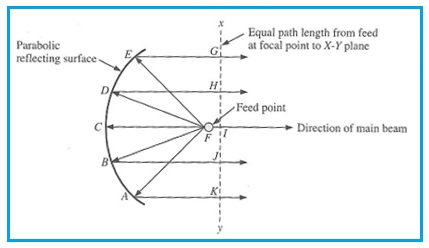 x
Equal path length from feed
at focal point to X-Y plane
Parabolic
reflecting surface
E
G
D
H
Feed point
C
F
I
Direction of main beam
B
J
A
K
y